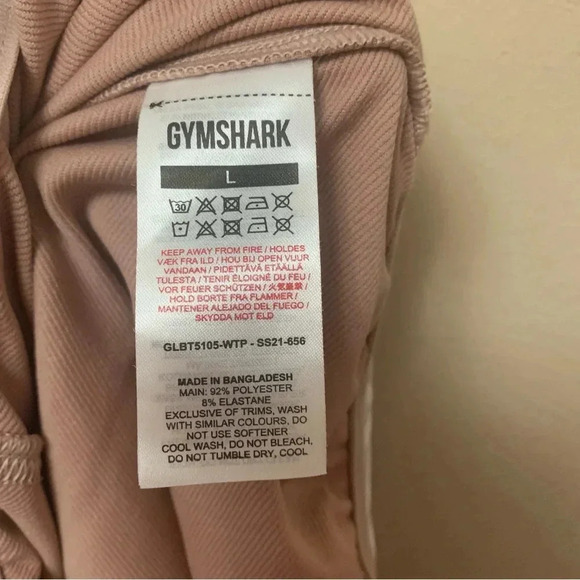 GYMSHARK
L
30
KEEP AWAY FROM FIRE / HOLDES
VÆK FRA ILD / HOU BIJ OPEN VUUR
VANDAAN / PIDETTÄVÄ ETÄÄLLÄ
TULESTA / TENIR ÉLOIGNÉ DU FEU /
VOR FEUER SCHÜTZEN / 火気厳禁 /
HOLD BORTE FRA FLAMMER /
MANTENER ALEJADO DEL FUEGO /
SKYDDA MOT ELD
GLBT5105-WTP - SS21-656
MADE IN BANGLADESH
MAIN: 92% POLYESTER
8% ELASTANE
EXCLUSIVE OF TRIMS, WASH
WITH SIMILAR COLOURS, DO
NOT USE SOFTENER
COOL WASH, DO NOT BLEACH,
DO NOT TUMBLE DRY, COOL